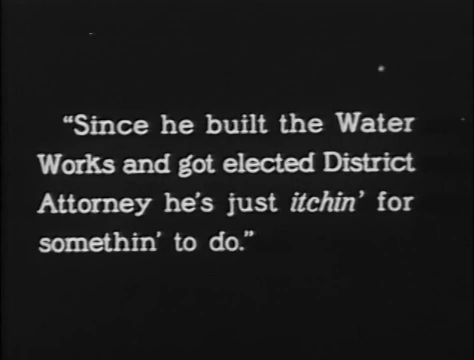 “Since he built the Water
Works and got elected District
Attorney he's just itchin' for
somethin' to do.”